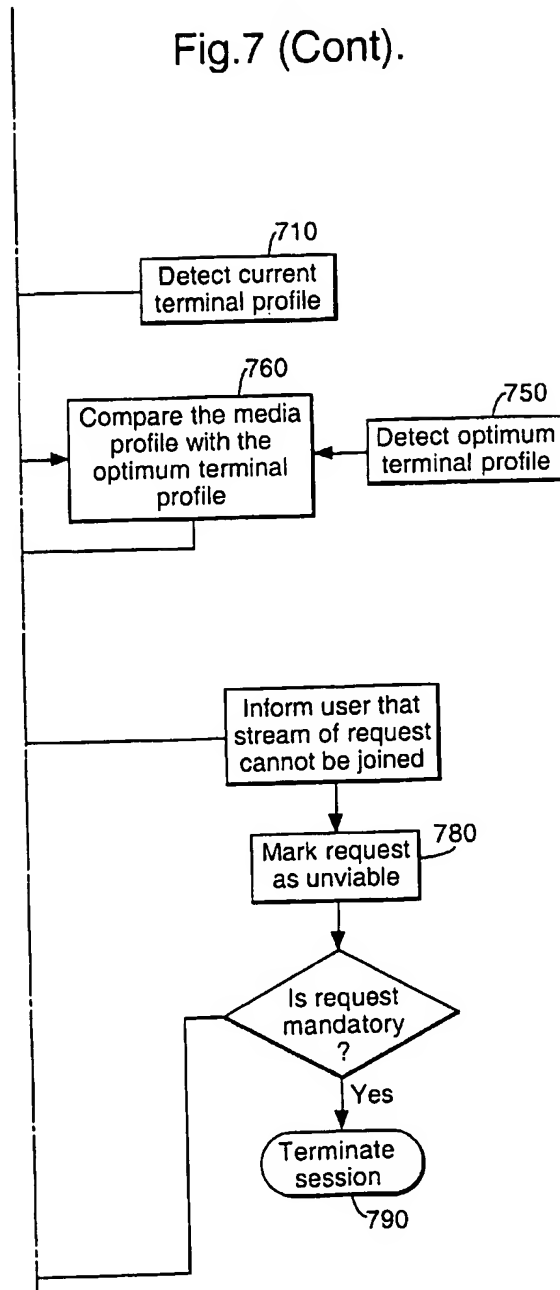 Fig.7 (Cont).
710
Detect current
terminal profile
760
Compare the media
profile with the
optimum terminal
profile
750
Detect optimum
terminal profile
Inform user that
stream of request
cannot be joined
780
Mark request
as unviable
Is request
mandatory
?
Yes
Terminate
session
790